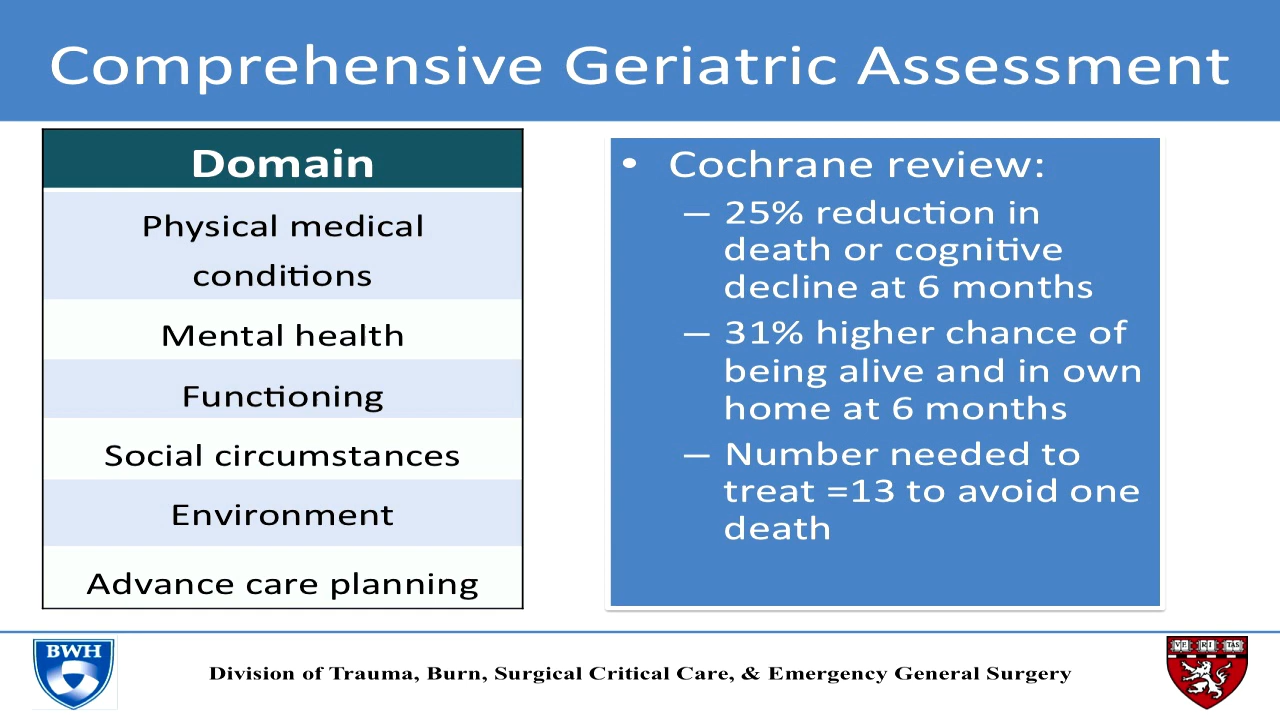 Comprehensive Geriatric Assessment
Domain
Physical medical
conditions
Mental health
Functioning
Social circumstances
Environment
Advance care planning
• Cochrane review:
– 25% reduction in
death or cognitive
decline at 6 months
– 31% higher chance of
being alive and in own
home at 6 months
– Number needed to
treat =13 to avoid one
death
BWH
Division of Trauma, Burn, Surgical Critical Care, & Emergency General Surgery
VE RI TAS